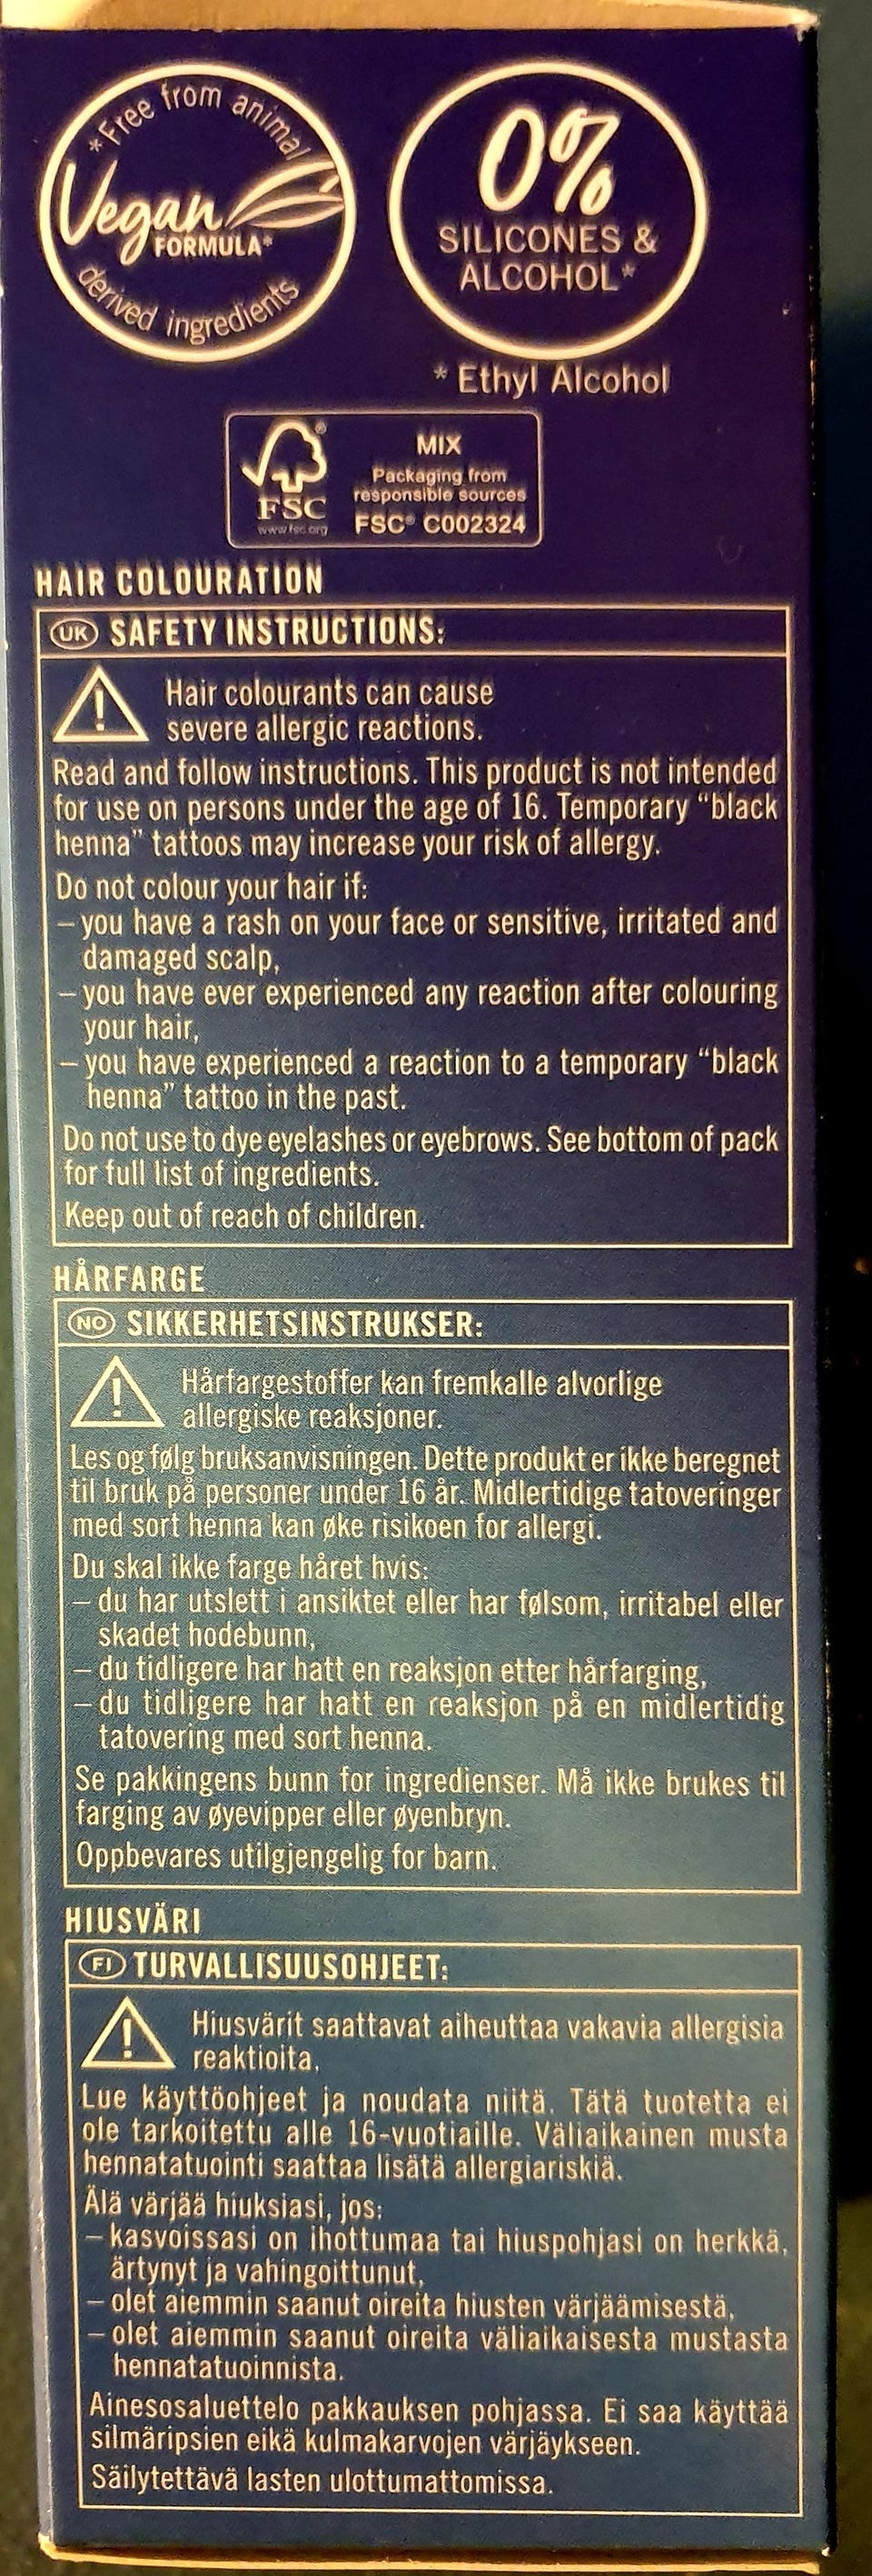 *Free from animal
Vegan
FORMULA*
derived ingredients
0%
SILICONES &
ALCOHOL*
* Ethyl Alcohol
FSC®
www.fsc.org
MIX
Packaging from
responsible sources
FSC® C002324
HAIR COLOURATION
UK SAFETY INSTRUCTIONS:
! Hair colourants can cause
severe allergic reactions.
Read and follow instructions. This product is not intended
for use on persons under the age of 16. Temporary “black
henna” tattoos may increase your risk of allergy.
Do not colour your hair if:
– you have a rash on your face or sensitive, irritated and
damaged scalp,
– you have ever experienced any reaction after colouring
your hair,
– you have experienced a reaction to a temporary “black
henna” tattoo in the past.
Do not use to dye eyelashes or eyebrows. See bottom of pack
for full list of ingredients.
Keep out of reach of children.
HÅRFARGE
NO SIKKERHETSINSTRUKSER:
! Hårfargestoffer kan fremkalle alvorlige
allergiske reaksjoner.
Les og følg bruksanvisningen. Dette produkt er ikke beregnet
til bruk på personer under 16 år. Midlertidige tatoveringer
med sort henna kan øke risikoen for allergi.
Du skal ikke farge håret hvis:
– du har utslett i ansiktet eller har følsom, irritabel eller
skadet hodebunn,
– du tidligere har hatt en reaksjon etter hårfarging,
– du tidligere har hatt en reaksjon på en midlertidig
tatovering med sort henna.
Se pakkingens bunn for ingredienser. Må ikke brukes til
farging av øyevipper eller øyenbryn.
Oppbevares utilgjengelig for barn.
HIUSVÄRI
FI TURVALLISUUSOHJEET:
! Hiusvärit saattavat aiheuttaa vakavia allergisia
reaktioita.
Lue käyttöohjeet ja noudata niitä. Tätä tuotetta ei
ole tarkoitettu alle 16-vuotiaille. Väliaikainen musta
hennatatuointi saattaa lisätä allergiariskiä.
Älä värjää hiuksiasi, jos:
– kasvoissasi on ihottumaa tai hiuspohjasi on herkkä,
ärtynyt ja vahingoittunut,
– olet aiemmin saanut oireita hiusten värjäämisestä,
– olet aiemmin saanut oireita väliaikaisesta mustasta
hennatatuoinnista.
Ainesosaluettelo pakkauksen pohjassa. Ei saa käyttää
silmäripsien eikä kulmakarvojen värjäykseen.
Säilytettävä lasten ulottumattomissa.